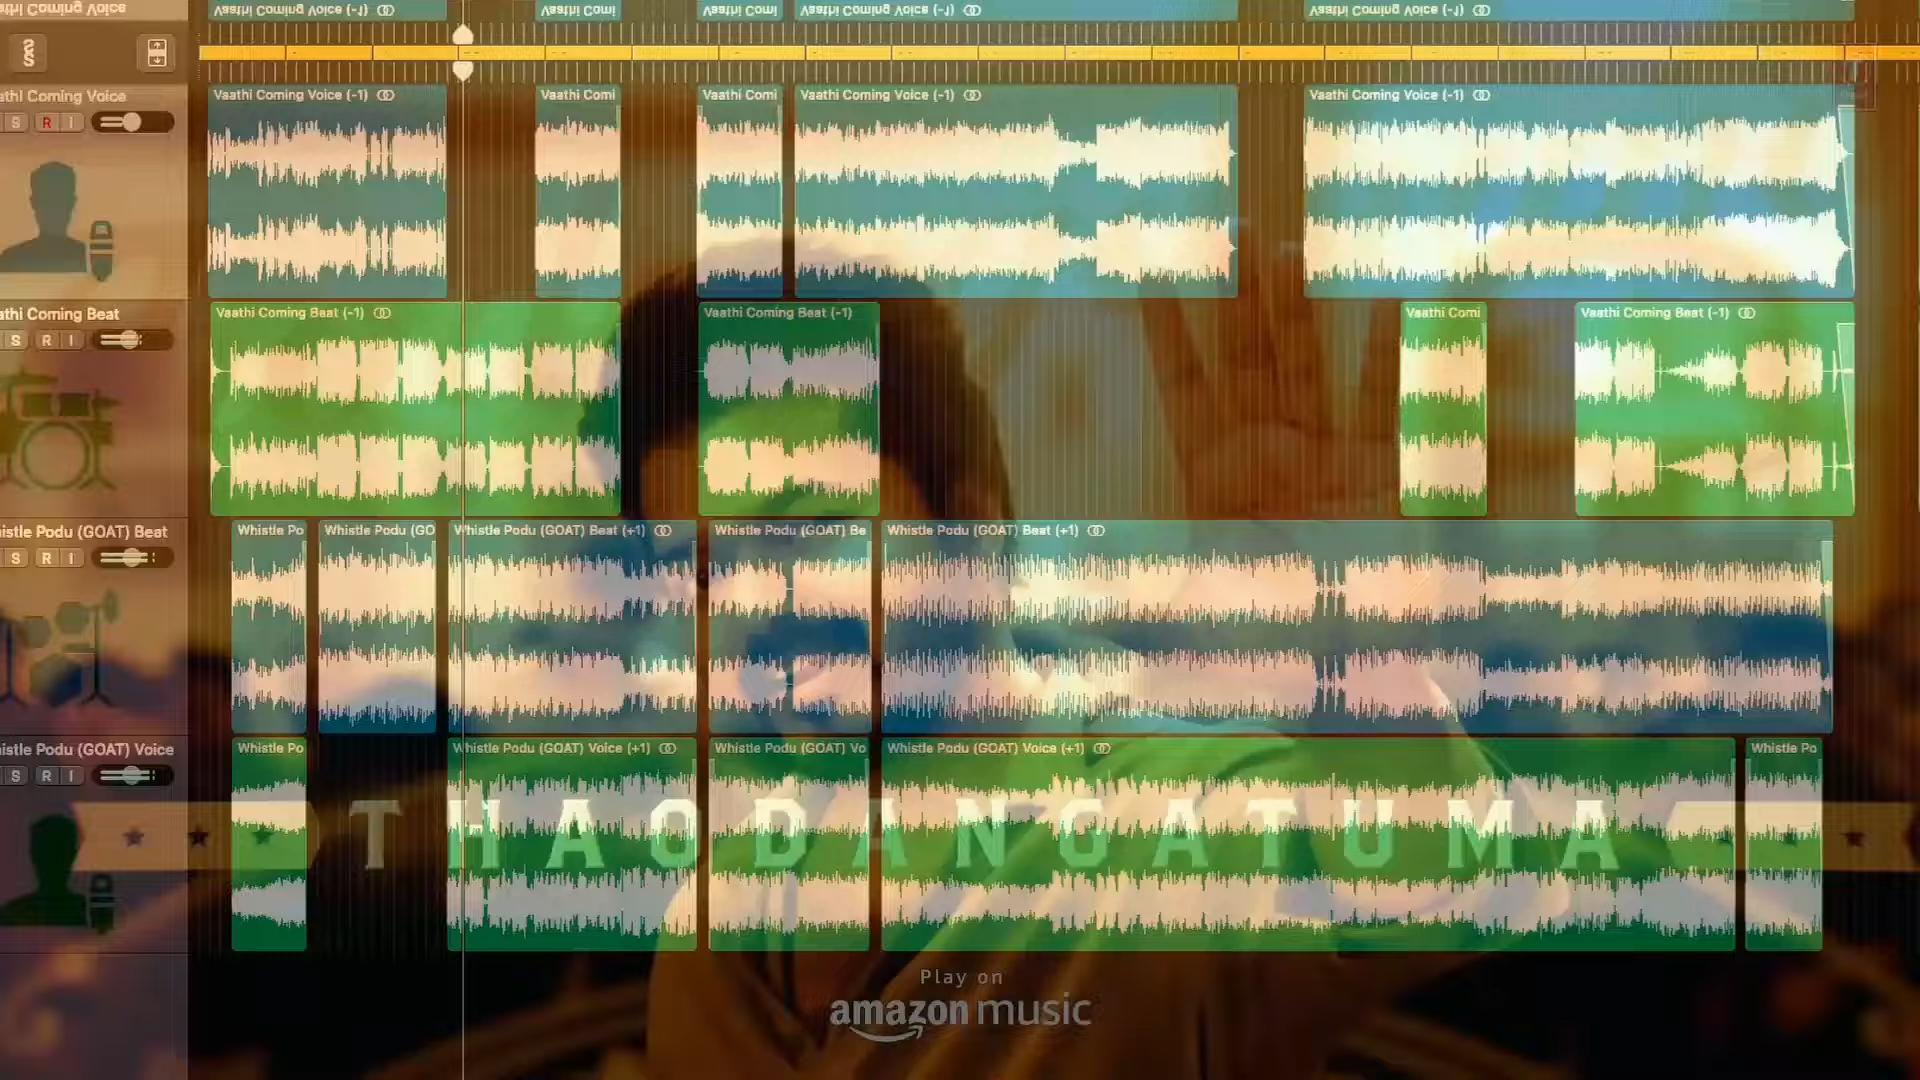 athi Coming Voice
Vaathi Coming Voice (-1)
Vaathi Comi
Vaathi Comi
Vaathi Coming Voice (-1)
Vaathi Coming Voice (-1)
athi Coming Voice
S R I
Vaathi Coming Voice (-1)
Vaathi Comi
Vaathi Comi
Vaathi Coming Voice (-1)
Vaathi Coming Voice (-1)
athi Coming Beat
S R I
Vaathi Coming Beat (-1)
Vaathi Coming Beat (-1)
Vaathi Comi
Vaathi Coming Beat (-1)
istle Podu (GOAT) Beat
S R I
Whistle Po
Whistle Podu (GO
Whistle Podu (GOAT) Beat (+1)
Whistle Podu (GOAT) Be
Whistle Podu (GOAT) Beat (+1)
istle Podu (GOAT) Voice
S R I
Whistle Po
Whistle Podu (GOAT) Voice (+1)
Whistle Podu (GOAT) Vo
Whistle Podu (GOAT) Voice (+1)
Whistle Po
THAODANGATUMA
Play on
amazon music